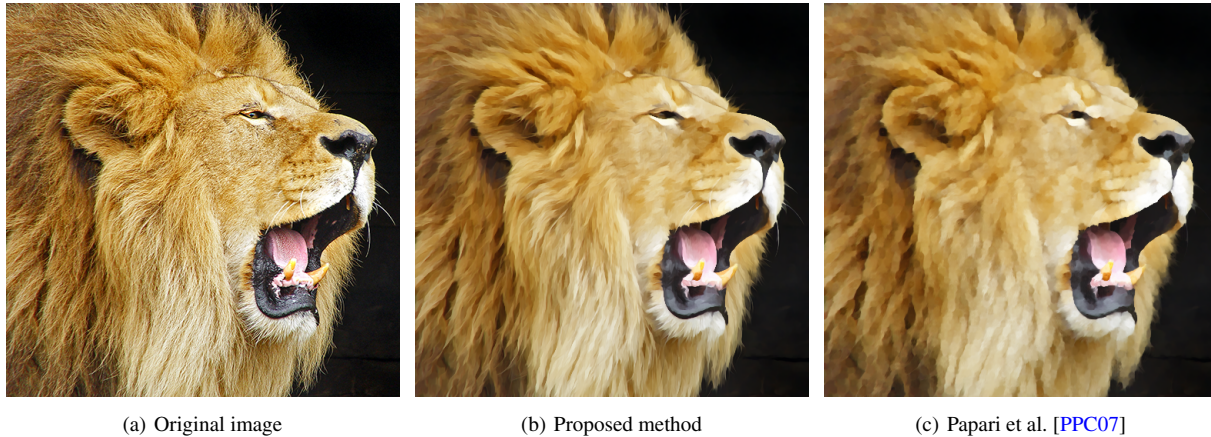 (a) Original image
(b) Proposed method
(c) Papari et al. [PPC07]